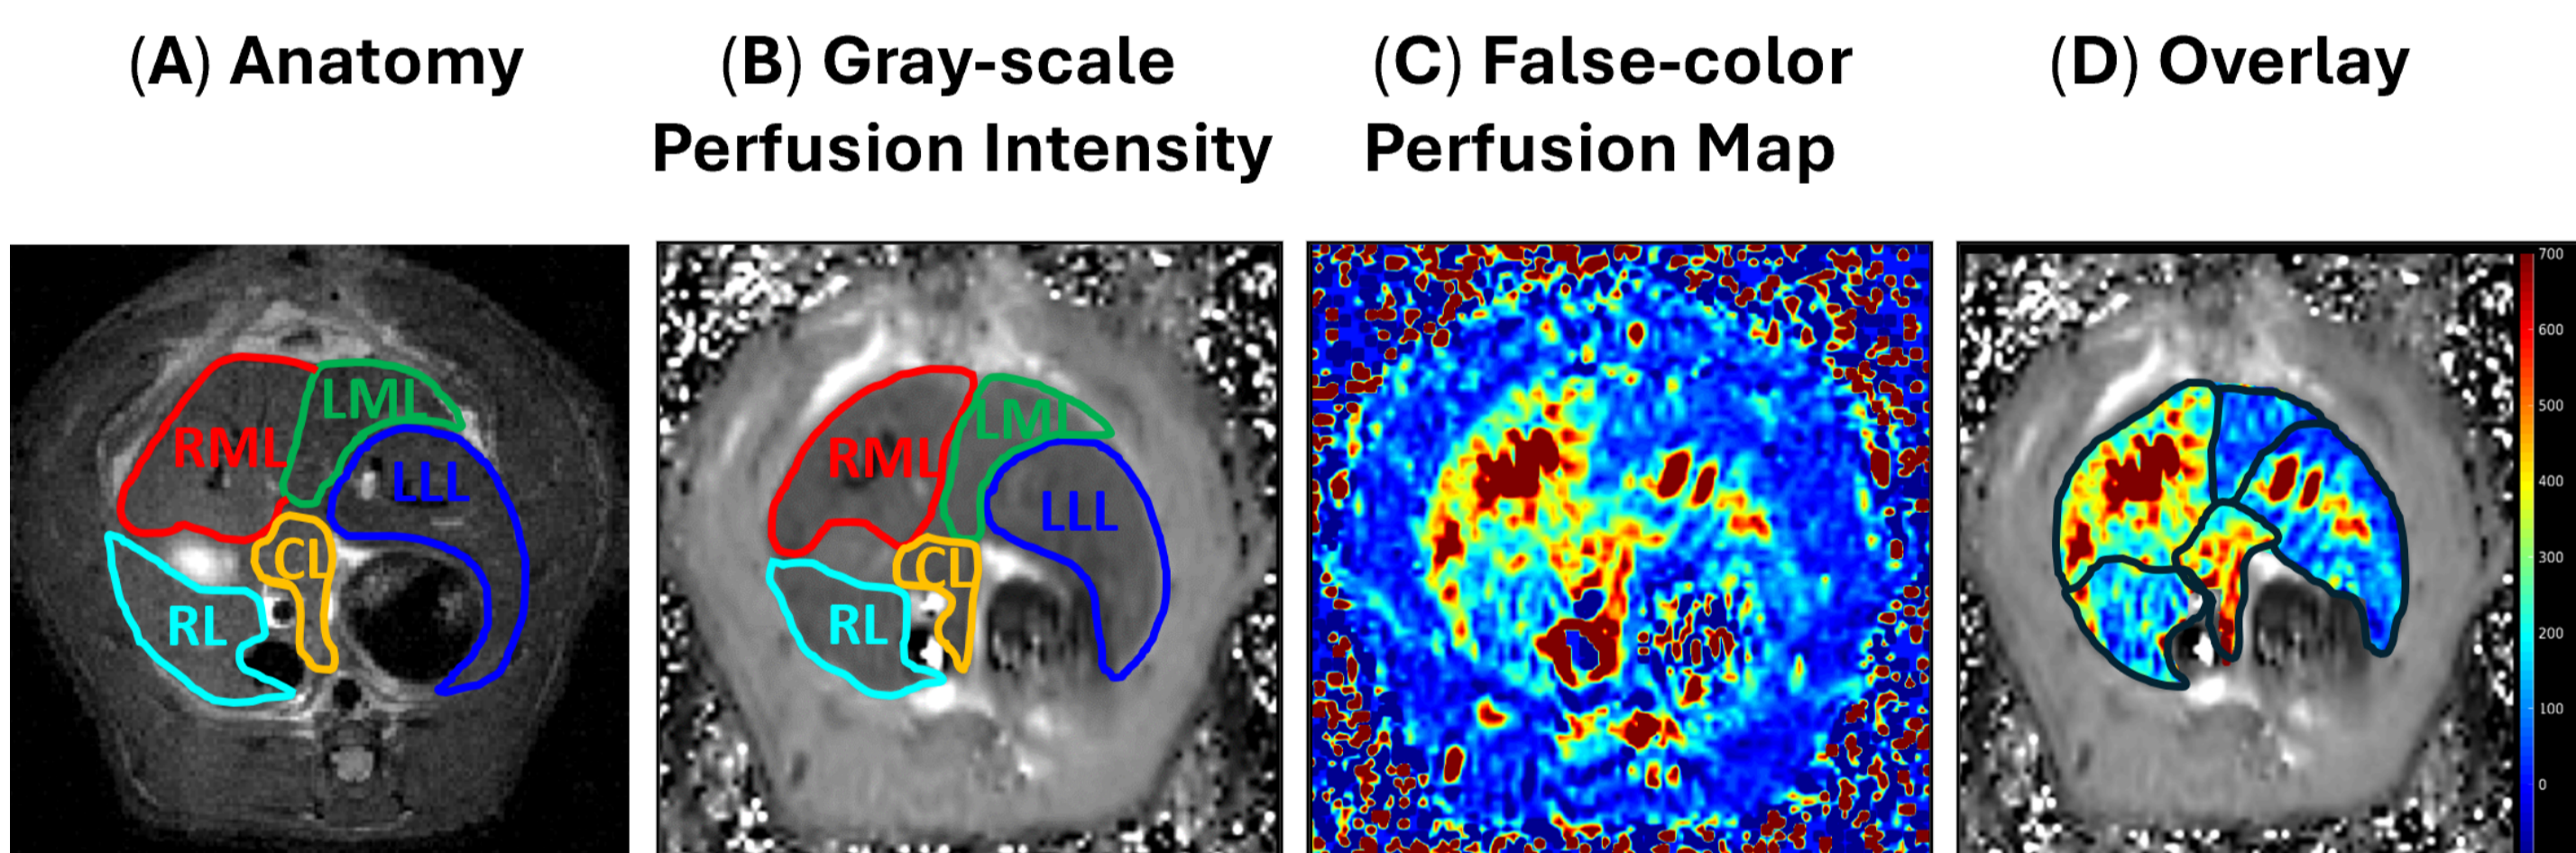 (A) Anatomy
(B) Gray-scale
Perfusion Intensity
(C) False-color
Perfusion Map
(D) Overlay
RML
LML
LLL
CL
RL
RML
LML
LLL
CL
RL
700
600
500
400
300
200
100
0